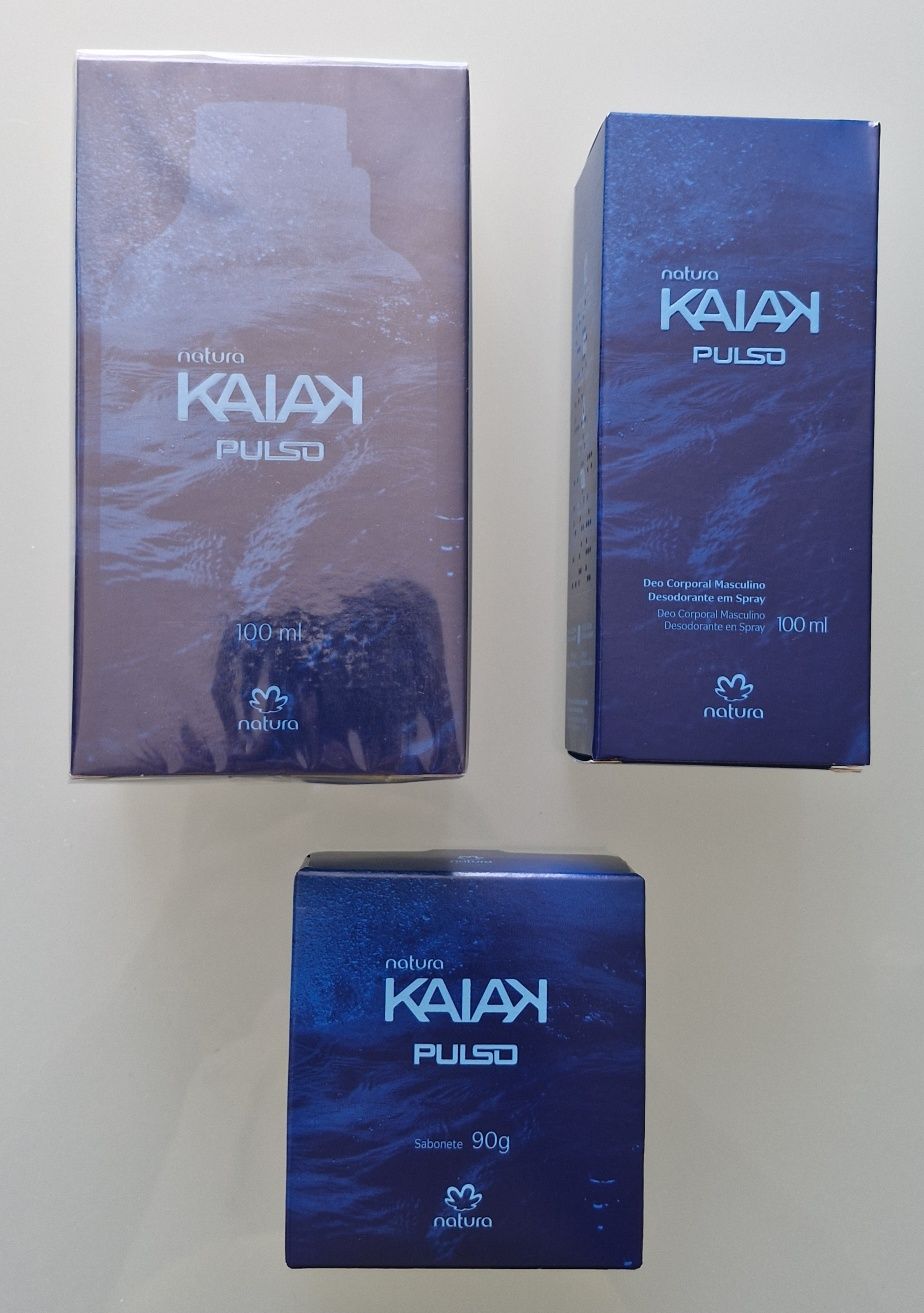 natura
KAIAK
PULSO
100 ml
natura
natura
KAIAK
PULSO
Deo Corporal Masculino
Desodorante em Spray
Deo Corporal Masculino
Desodorante en Spray 100 ml
natura
natura
natura
KAIAK
PULSO
Sabonete 90g
natura